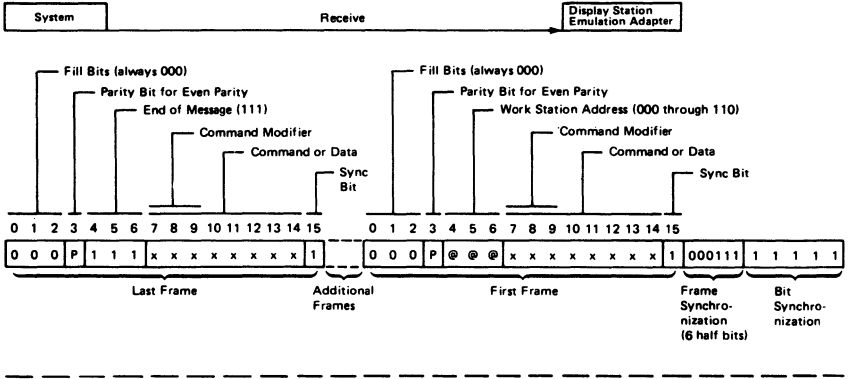 System
Receive
Display Station
Emulation Adapter
Fill Bits (always 000)
Parity Bit for Even Parity
End of Message (111)
Command Modifier
Command or Data
Sync
Bit
Fill Bits (always 000)
Parity Bit for Even Parity
Work Station Address (000 through 110)
Command Modifier
Command or Data
Sync Bit
0 1 2 3 4 5 6 7 8 9 10 11 12 13 14 15
0 1 2 3 4 5 6 7 8 9 10 11 12 13 14 15
0 0 0 P 1 1 1 x x x x x x x x 1
0 0 0 P @ @ @ x x x x x x x x 1 000111 1 1 1 1 1
Last Frame
Additional
Frames
First Frame
Frame
Synchro-
nization
(6 half bits)
Bit
Synchro-
nization